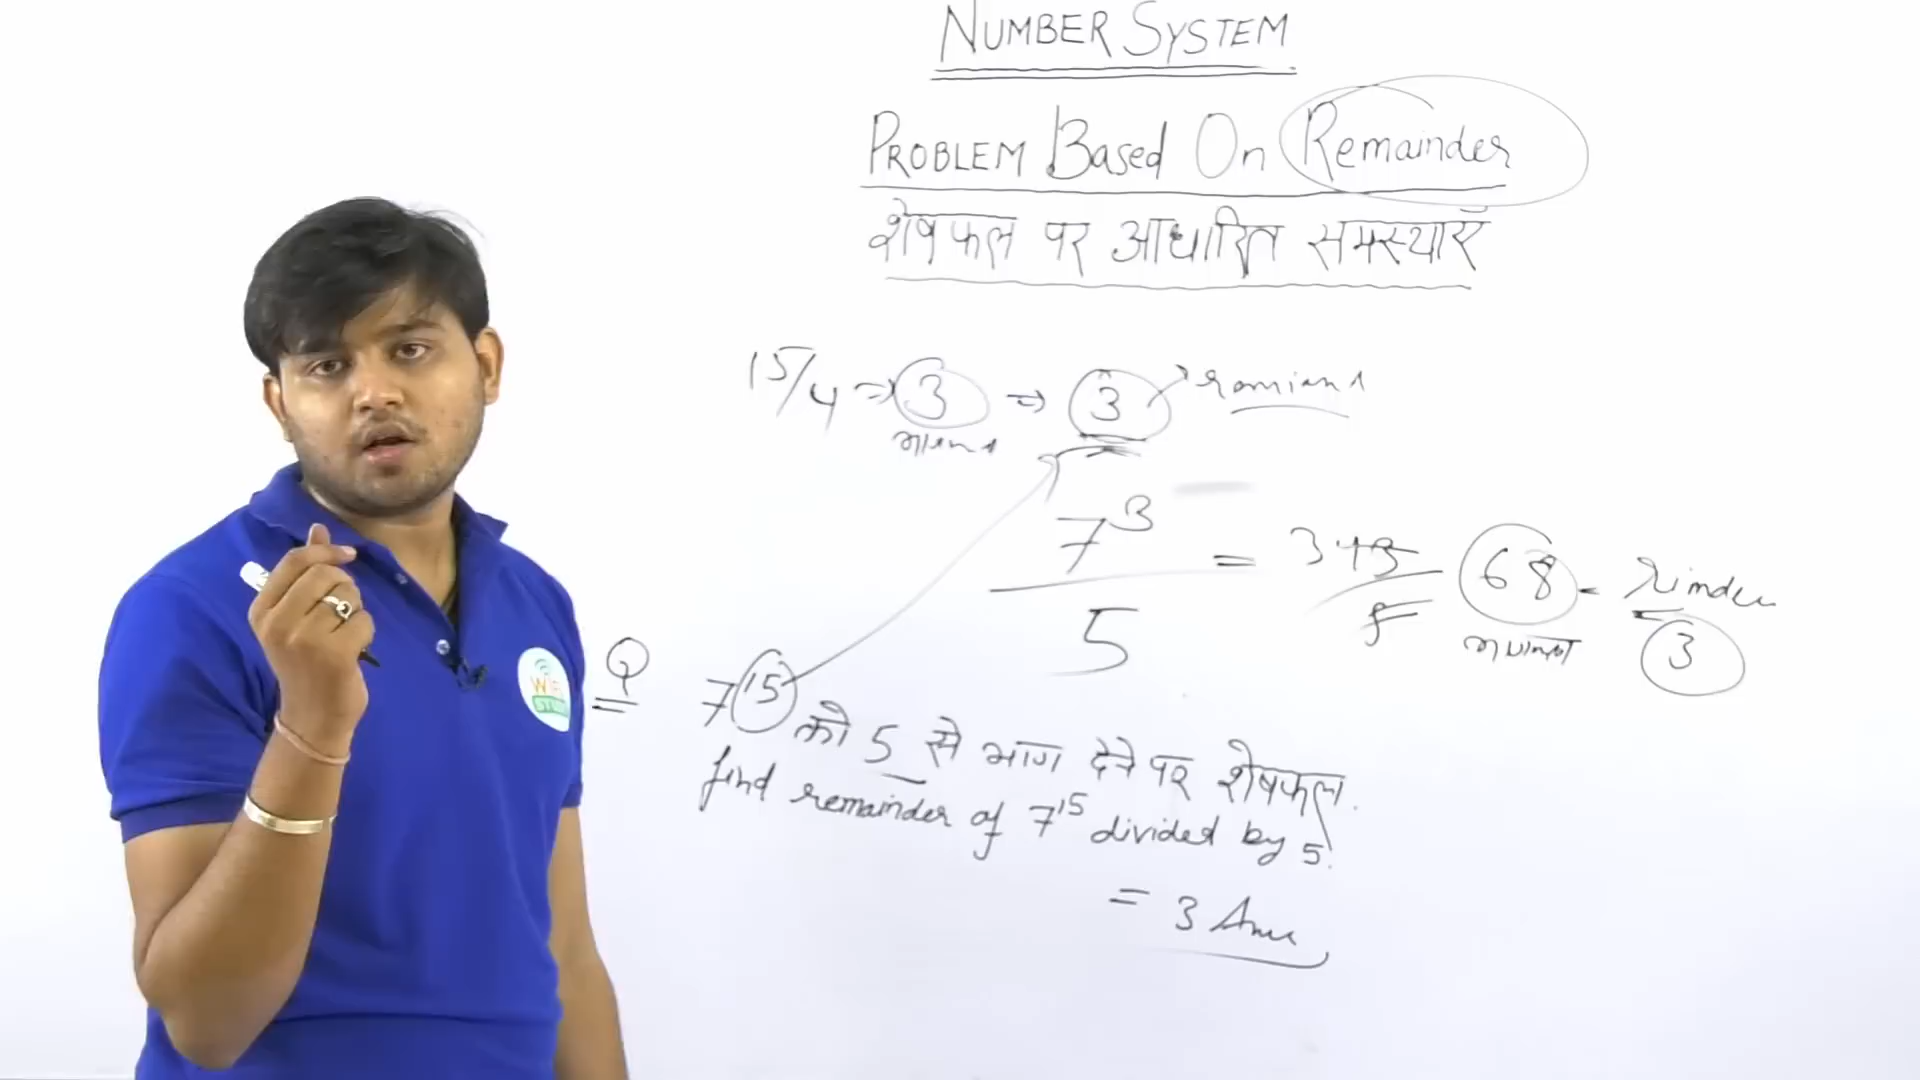 NUMBER SYSTEM
PROBLEM Based On Remainder
शेषफल पर आधारित समस्याएँ
15/4 ⇒ 3 ⇒ 3
7³ / 5 = 343 / 5 68 - 3
Q 7¹⁵ को 5 से भाग देने पर शेषफल.
find remainder of 7¹⁵ divided by 5.
= 3 Ans